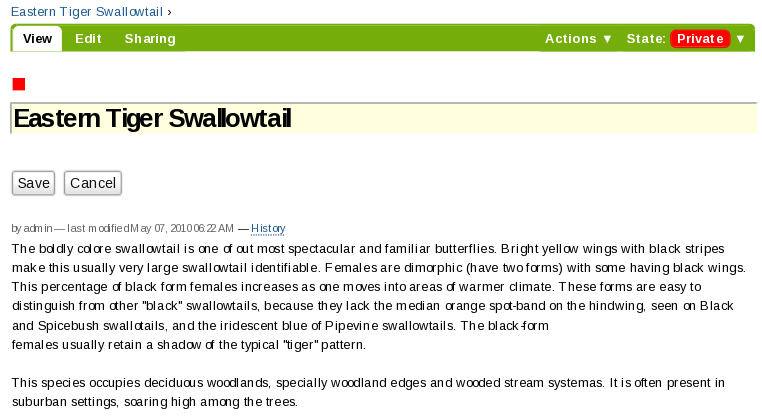 Eastern Tiger Swallowtail ›
View Edit Sharing Actions ▼ State: Private ▼
Eastern Tiger Swallowtail
Save Cancel
by admin — last modified May 07, 2010 06:22 AM — History
The boldly colore swallowtail is one of out most spectacular and familiar butterflies. Bright yellow wings with black stripes
make this usually very large swallowtail identifiable. Females are dimorphic (have two forms) with some having black wings.
This percentage of black form females increases as one moves into areas of warmer climate. These forms are easy to
distinguish from other "black" swallowtails, because they lack the median orange spot-band on the hindwing, seen on Black
and Spicebush swallotails, and the iridescent blue of Pipevine swallowtails. The black-form
females usually retain a shadow of the typical "tiger" pattern.
This species occupies deciduous woodlands, specially woodland edges and wooded stream systemas. It is often present in
suburban settings, soaring high among the trees.